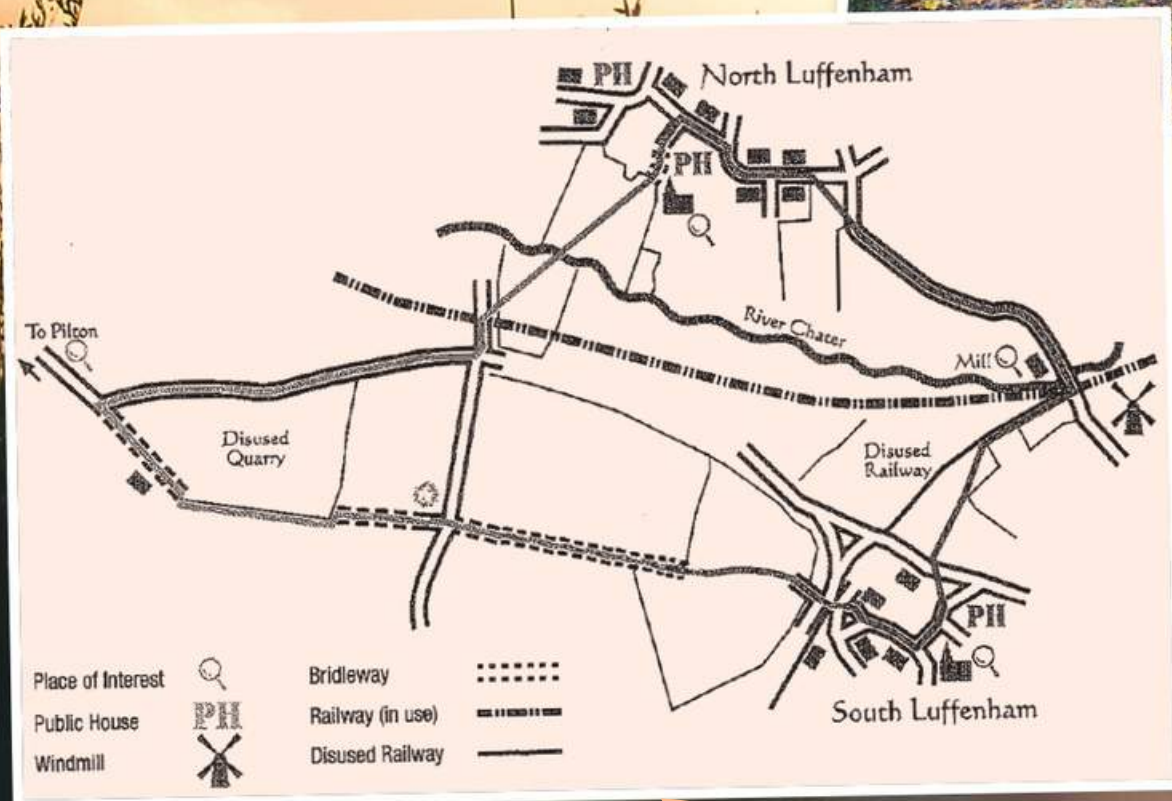 PH
North Luffenham
PH
River Chater
To Pilton
Mill
Disused
Quarry
Disused
Railway
PH
South Luffenham
Place of Interest
Bridleway
Public House
PH
Railway (in use)
Windmill
Disused Railway